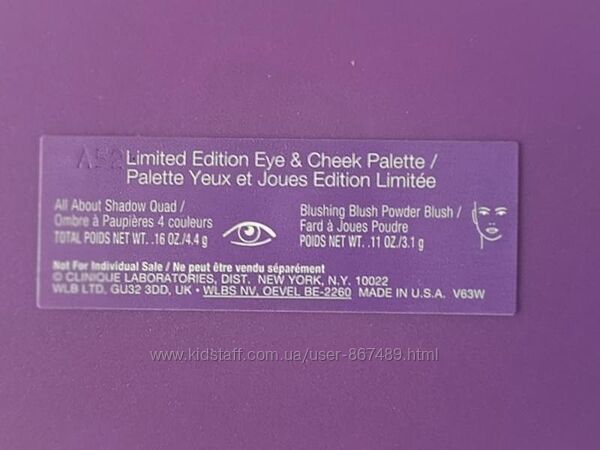 A52
Limited Edition Eye & Cheek Palette /
Palette Yeux et Joues Edition Limitée
All About Shadow Quad /
Ombre à Paupières 4 couleurs
TOTAL POIDS NET WT. .16 OZ./4.4 g
Blushing Blush Powder Blush /
Fard à Joues Poudre
POIDS NET WT. .11 OZ./3.1 g
Not For Individual Sale / Ne peut être vendu séparément
© CLINIQUE LABORATORIES, DIST. NEW YORK, N.Y. 10022
WLB LTD. GU32 3DD, UK • WLBS NV, OEVEL BE-2260 MADE IN U.S.A. V63W
www.kidstaff.com.ua/user-867489.html